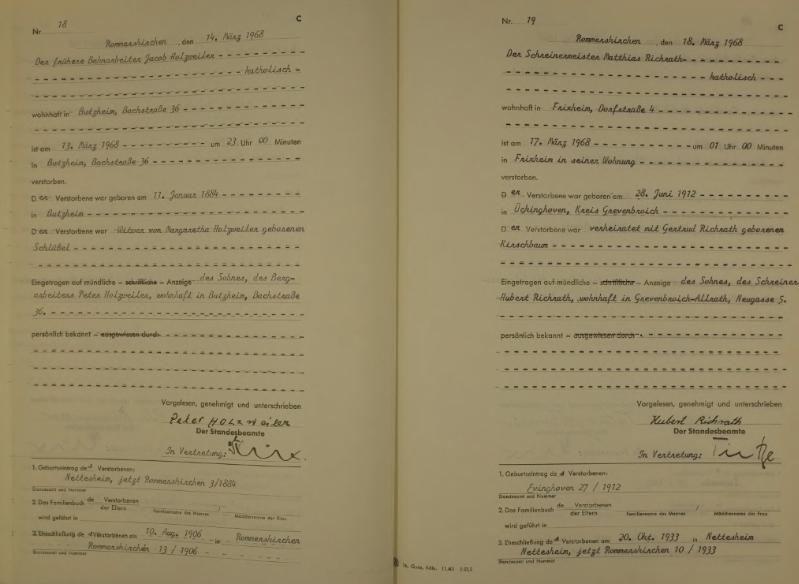 Nr. 18
C
Rommerskirchen, den 14. März 1968
Der frühere Bahnarbeiter Jacob Holzweiler
katholisch
wohnhaft in Butzheim, Bachstraße 36
ist am 13. März 1968 um 23 Uhr 00 Minuten
in Butzheim, Bachstraße 36
verstorben.
Der Verstorbene war geboren am 11. Januar 1884
in Butzheim
Der Verstorbene war Witwer von Margaretha Holzweiler geborenen
Schlüßel
Eingetragen auf mündliche – schriftliche – Anzeige des Sohnes, des Berg-
arbeiters Peter Holzweiler, wohnhaft in Butzheim, Bachstraße
36.
persönlich bekannt – ausgewiesen durch
Vorgelesen, genehmigt und unterschrieben
Peter Holzweiler
Der Standesbeamte
In Vertretung:
1. Geburtseintrag des Verstorbenen:
Nettesheim, jetzt Rommerskirchen 3/1884
Standesamt und Nummer
2. Das Familienbuch der Verstorbenen
der Eltern
Familienname des Mannes / Mädchenname der Frau
wird geführt in
3. Eheschließung des Verstorbenen am 10. Aug. 1906 in Rommerskirchen
Rommerskirchen 13 / 1906
Standesamt und Nummer
Nr. 19
C
Rommerskirchen, den 18. März 1968
Der Schreinermeister Matthias Richrath
katholisch
wohnhaft in Frixheim, Dorfstraße 4
ist am 17. März 1968 um 01 Uhr 00 Minuten
in Frixheim in seiner Wohnung
verstorben.
Der Verstorbene war geboren am 28. Juni 1912
in Ückinghoven, Kreis Grevenbroich
Der Verstorbene war verheiratet mit Gertrud Richrath geborenen
Kirschbaum
Eingetragen auf mündliche – schriftliche – Anzeige des Sohnes, des Schreiners
Hubert Richrath, wohnhaft in Grevenbroich-Allrath, Neugasse 5.
persönlich bekannt – ausgewiesen durch
Vorgelesen, genehmigt und unterschrieben
Hubert Richrath
Der Standesbeamte
In Vertretung:
1. Geburtseintrag des Verstorbenen:
Evinghoven 27 / 1912
Standesamt und Nummer
2. Das Familienbuch der Verstorbenen
der Eltern
Familienname des Mannes / Mädchenname der Frau
wird geführt in
3. Eheschließung des Verstorbenen am 20. Okt. 1933 in Nettesheim
Nettesheim, jetzt Rommerskirchen 10 / 1933
Standesamt und Nummer